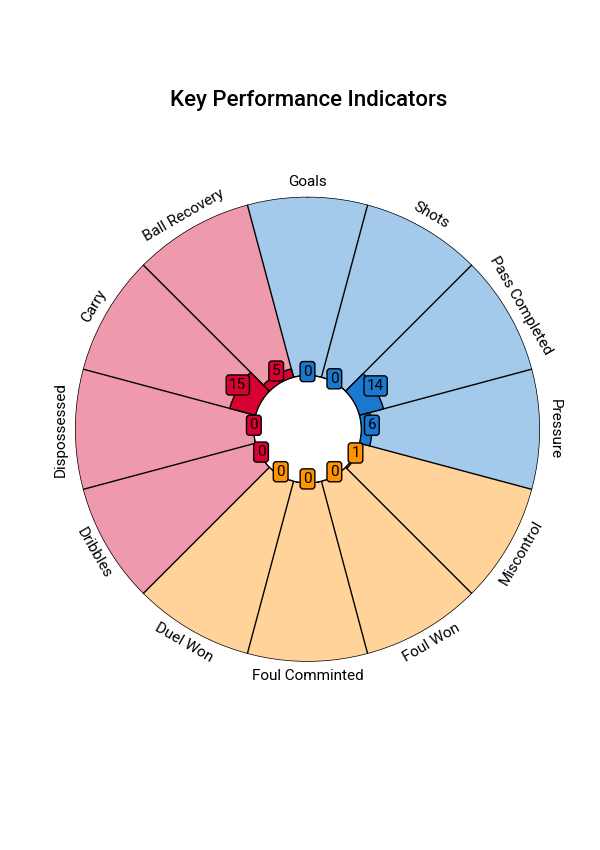 Key Performance Indicators
Goals
Shots
Pass Completed
Pressure
Miscontrol
Foul Won
Foul Comminted
Duel Won
Dribbles
Dispossessed
Carry
Ball Recovery
0
0
14
6
1
0
0
0
0
0
15
5